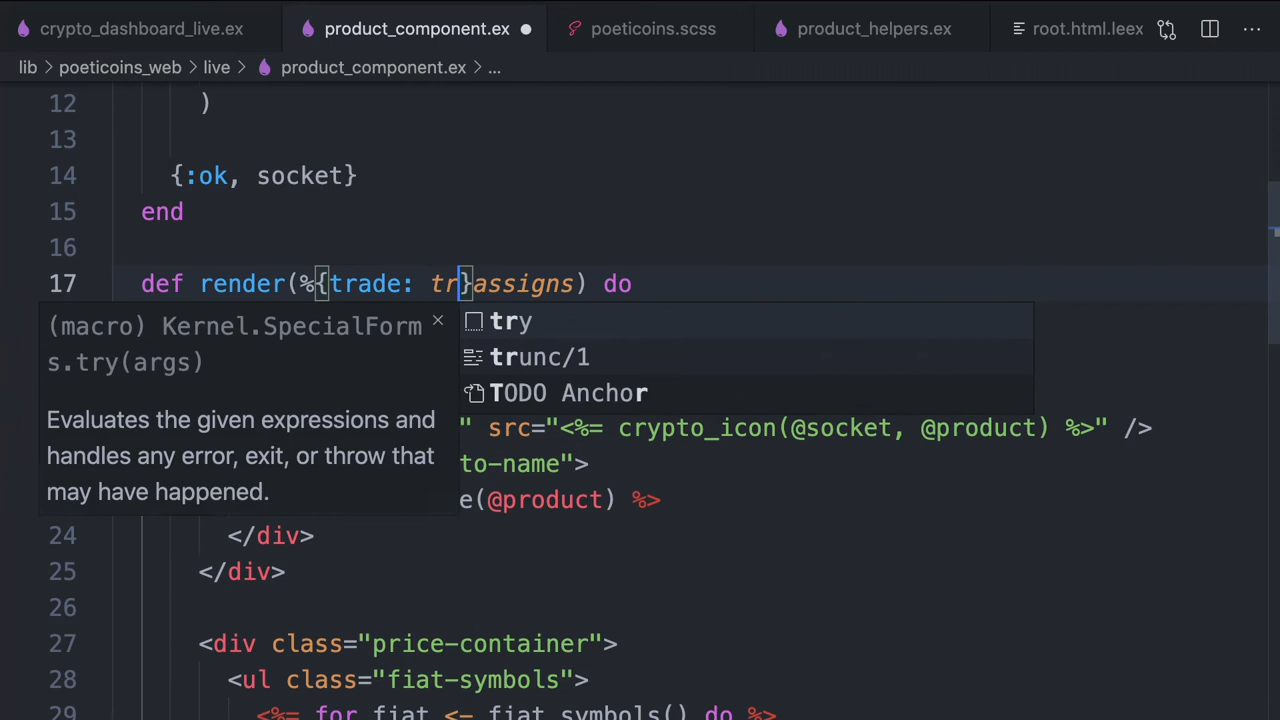 crypto_dashboard_live.ex product_component.ex poeticoins.scss product_helpers.ex root.html.leex ...
lib > poeticoins_web > live > product_component.ex > ...
12 )
13
14 {:ok, socket}
15 end
16
17 def render(%{trade: tr}assigns) do
(macro) Kernel.SpecialForm
s.try(args)
Evaluates the given expressions and
handles any error, exit, or throw that
may have happened.
try
trunc/1
TODO Anchor
" src="<%= crypto_icon(@socket, @product) %>" />
to-name">
e(@product) %>
24 </div>
25 </div>
26
27 <div class="price-container">
28 <ul class="fiat-symbols">
29 <%= for fiat <- fiat_symbols() do %>